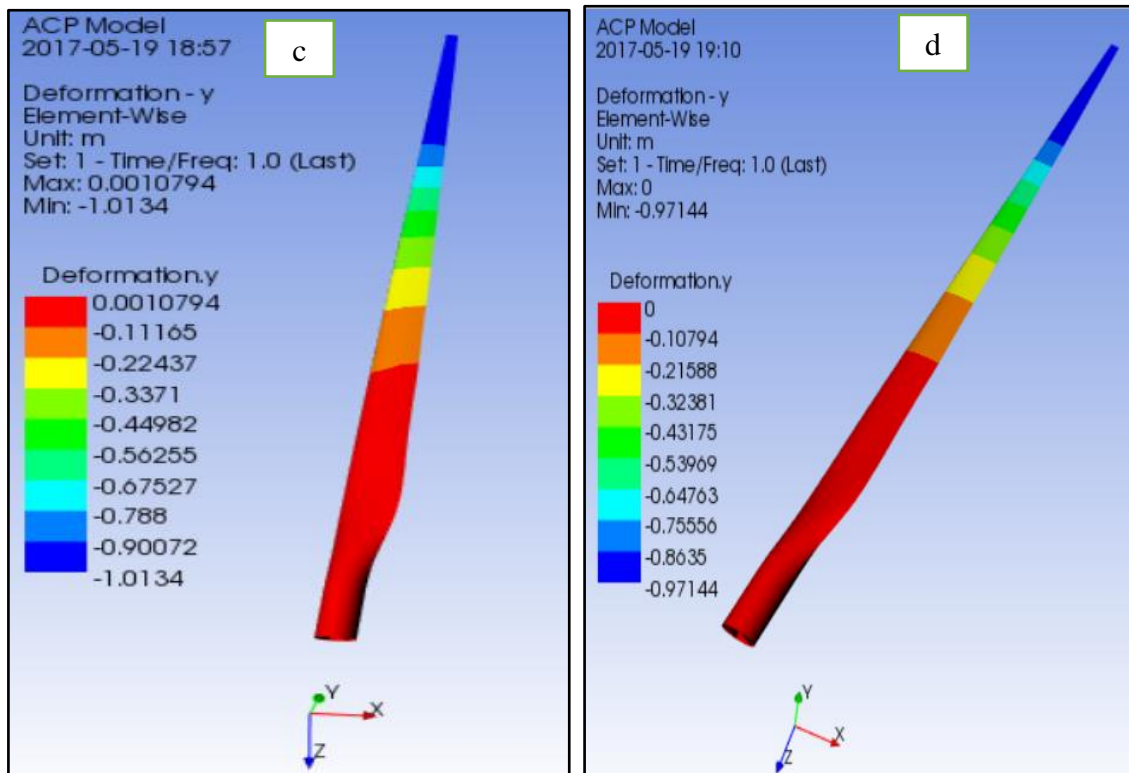 ACP Model
2017-05-19 18:57
c
Deformation - y
Element-Wise
Unit: m
Set: 1 - Time/Freq: 1.0 (Last)
Max: 0.0010794
Min: -1.0134
Deformation.y
0.0010794
-0.11165
-0.22437
-0.3371
-0.44982
-0.56255
-0.67527
-0.788
-0.90072
-1.0134
Y
X
Z
ACP Model
2017-05-19 19:10
d
Deformation - y
Element-Wise
Unit: m
Set: 1 - Time/Freq: 1.0 (Last)
Max: 0
Min: -0.97144
Deformation.y
0
-0.10794
-0.21588
-0.32381
-0.43175
-0.53969
-0.64763
-0.75556
-0.8635
-0.97144
Y
X
Z